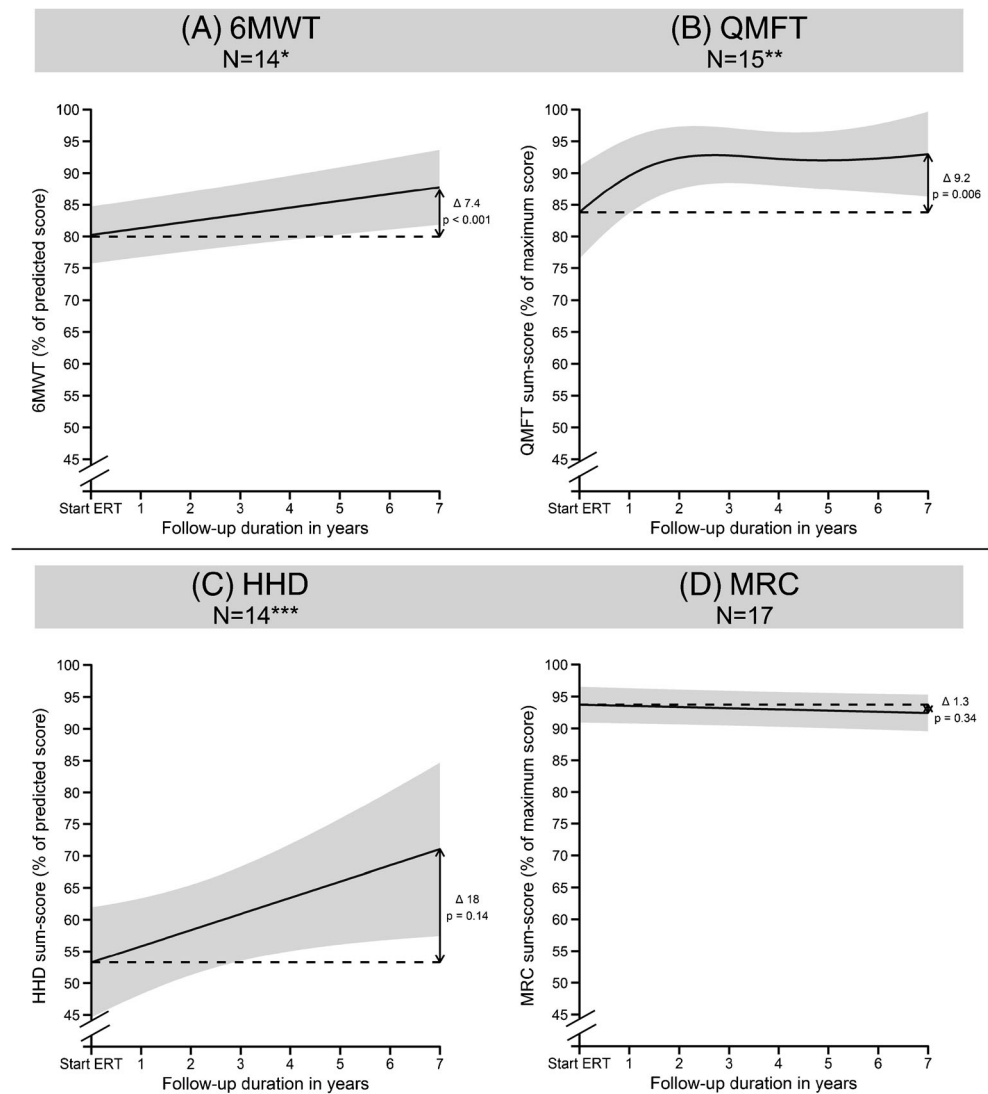 (A) 6MWT
N=14*
(B) QMFT
N=15**
6MWT (% of predicted score)
100
95
90
85
80
75
70
65
60
55
50
45
Δ 7.4
p < 0.001
Start ERT 1 2 3 4 5 6 7
Follow-up duration in years
QMFT sum-score (% of maximum score)
100
95
90
85
80
75
70
65
60
55
50
45
Δ 9.2
p = 0.006
Start ERT 1 2 3 4 5 6 7
Follow-up duration in years
(C) HHD
N=14***
(D) MRC
N=17
HHD sum-score (% of predicted score)
100
95
90
85
80
75
70
65
60
55
50
45
Δ 18
p = 0.14
Start ERT 1 2 3 4 5 6 7
Follow-up duration in years
MRC sum-score (% of maximum score)
100
95
90
85
80
75
70
65
60
55
50
45
Δ 1.3
p = 0.34
Start ERT 1 2 3 4 5 6 7
Follow-up duration in years